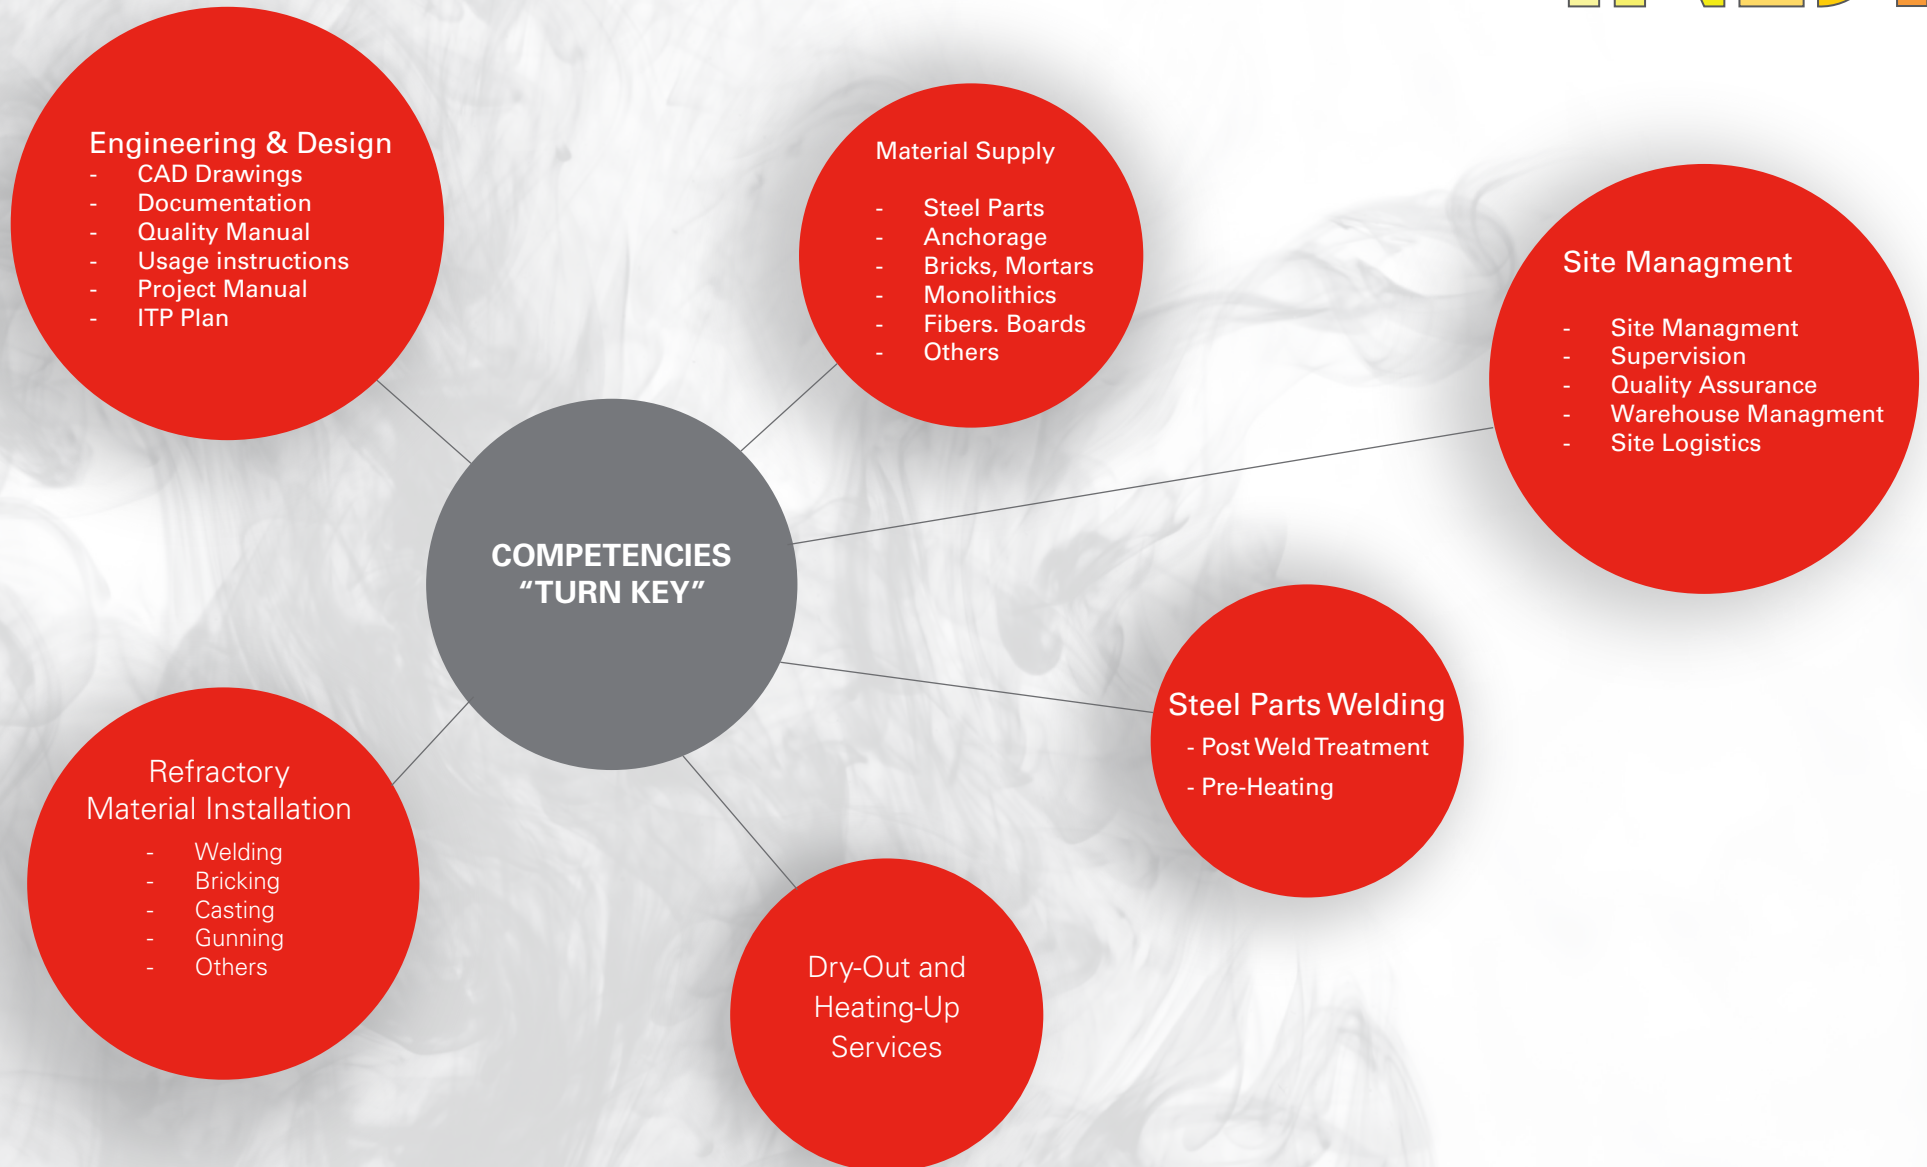 Engineering & Design
- CAD Drawings
- Documentation
- Quality Manual
- Usage instructions
- Project Manual
- ITP Plan
Material Supply
- Steel Parts
- Anchorage
- Bricks, Mortars
- Monolithics
- Fibers. Boards
- Others
Site Managment
- Site Managment
- Supervision
- Quality Assurance
- Warehouse Managment
- Site Logistics
COMPETENCIES
“TURN KEY”
Steel Parts Welding
- Post Weld Treatment
- Pre-Heating
Refractory
Material Installation
- Welding
- Bricking
- Casting
- Gunning
- Others
Dry-Out and
Heating-Up
Services